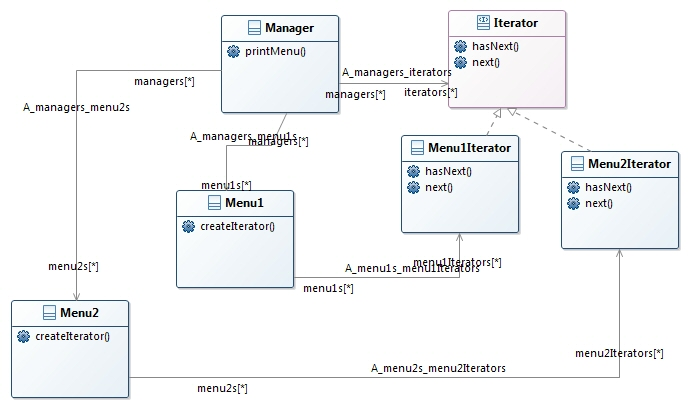 Manager
printMenu()
Iterator
hasNext()
next()
A_managers_iterators
managers[*]
managers[*]
iterators[*]
A_managers_menu2s
A_managers_menu1s
managers[*]
Menu1Iterator
hasNext()
next()
Menu2Iterator
hasNext()
next()
menu1s[*]
Menu1
createIterator()
menu2s[*]
menu1Iterators[*]
A_menu1s_menu1Iterators
menu1s[*]
Menu2
createIterator()
menu2Iterators[*]
A_menu2s_menu2Iterators
menu2s[*]